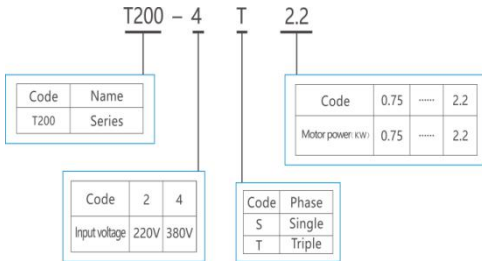 T200 – 4 T 2.2
Code Name
T200 Series
Code 0.75 ...... 2.2
Motor power(KW) 0.75 ...... 2.2
Code 2 4
Input voltage 220V 380V
Code Phase
S Single
T Triple